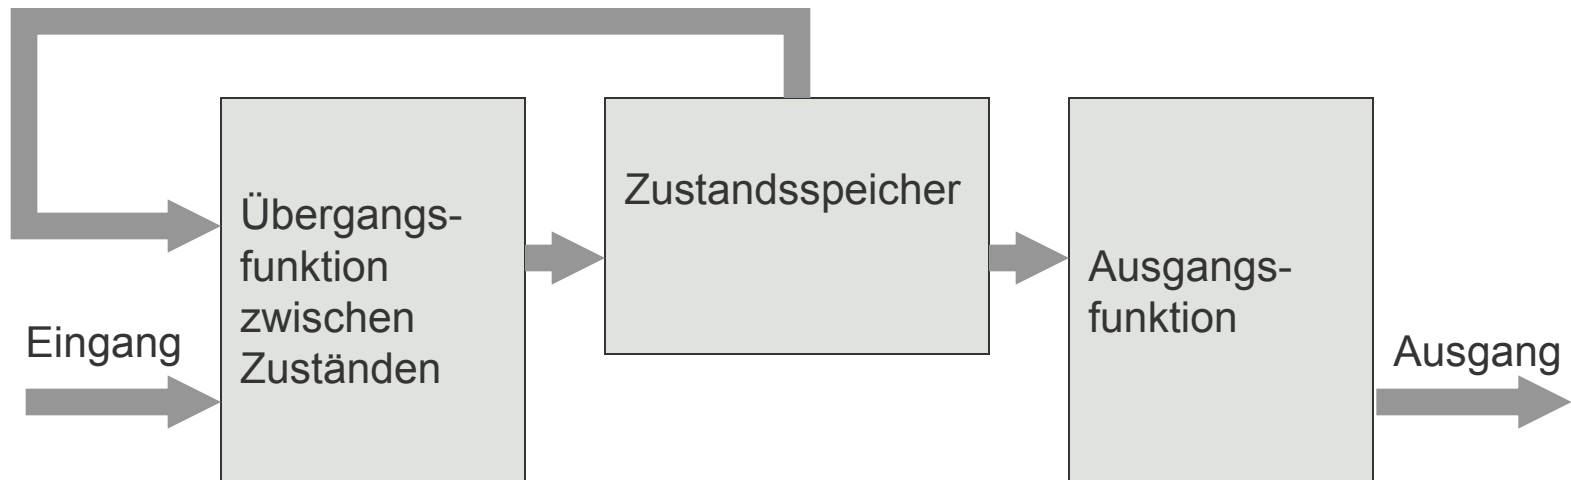 Eingang
Übergangs-
funktion
zwischen
Zuständen
Zustandsspeicher
Ausgangs-
funktion
Ausgang